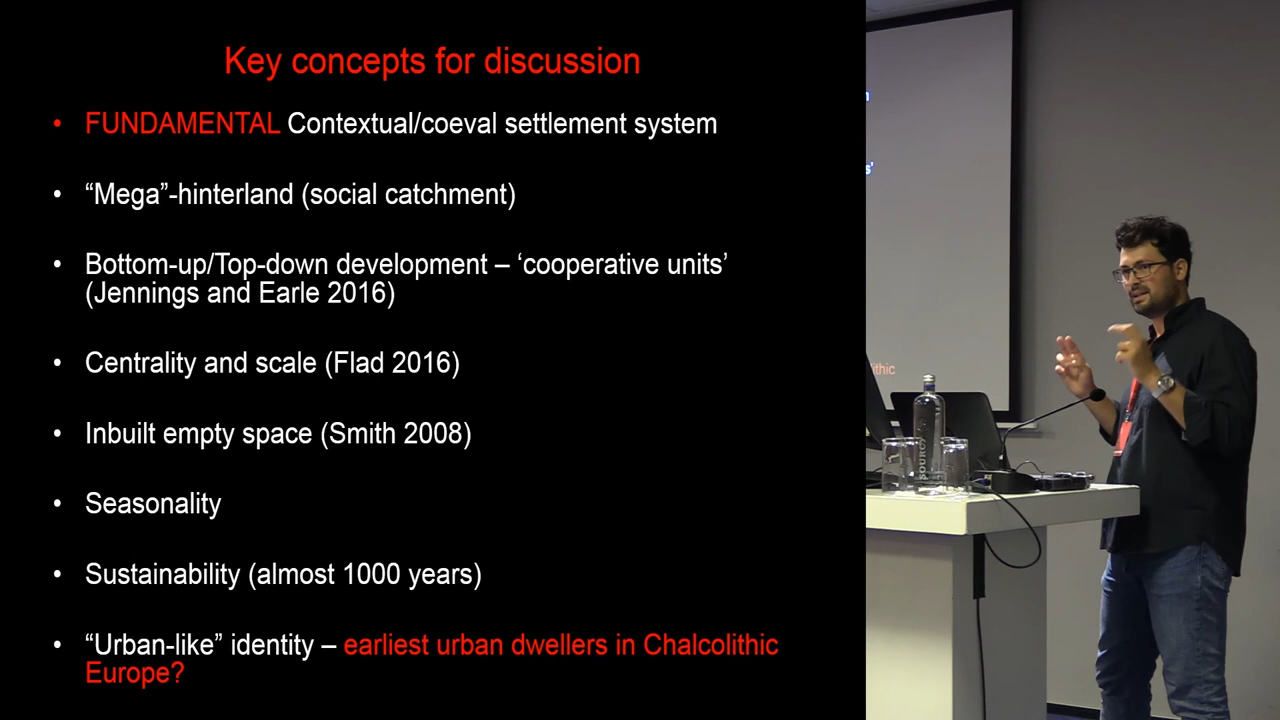 Key concepts for discussion
• FUNDAMENTAL Contextual/coeval settlement system
• “Mega”-hinterland (social catchment)
• Bottom-up/Top-down development – ‘cooperative units’
(Jennings and Earle 2016)
• Centrality and scale (Flad 2016)
• Inbuilt empty space (Smith 2008)
• Seasonality
• Sustainability (almost 1000 years)
• “Urban-like” identity – earliest urban dwellers in Chalcolithic
Europe?